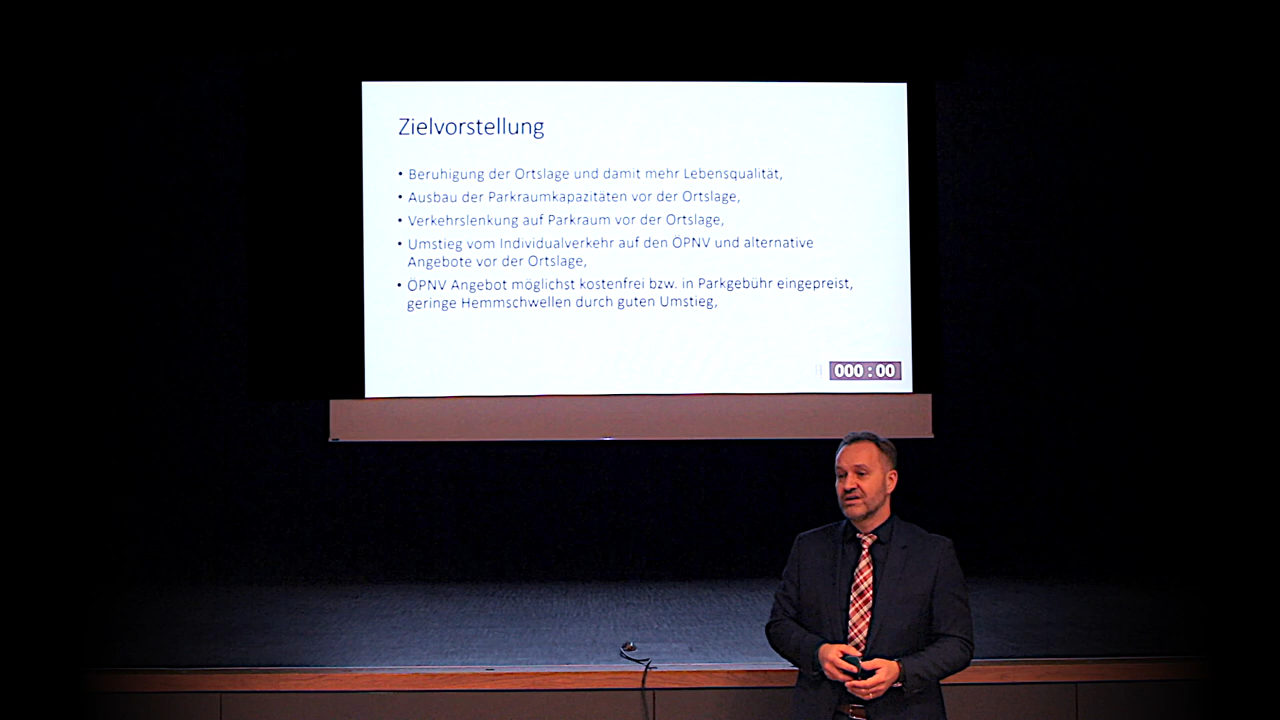 Zielvorstellung
• Beruhigung der Ortslage und damit mehr Lebensqualität,
• Ausbau der Parkraumkapazitäten vor der Ortslage,
• Verkehrslenkung auf Parkraum vor der Ortslage,
• Umstieg vom Individualverkehr auf den ÖPNV und alternative
Angebote vor der Ortslage,
• ÖPNV Angebot möglichst kostenfrei bzw. in Parkgebühr eingepreist,
geringe Hemmschwellen durch guten Umstieg,
000 : 00